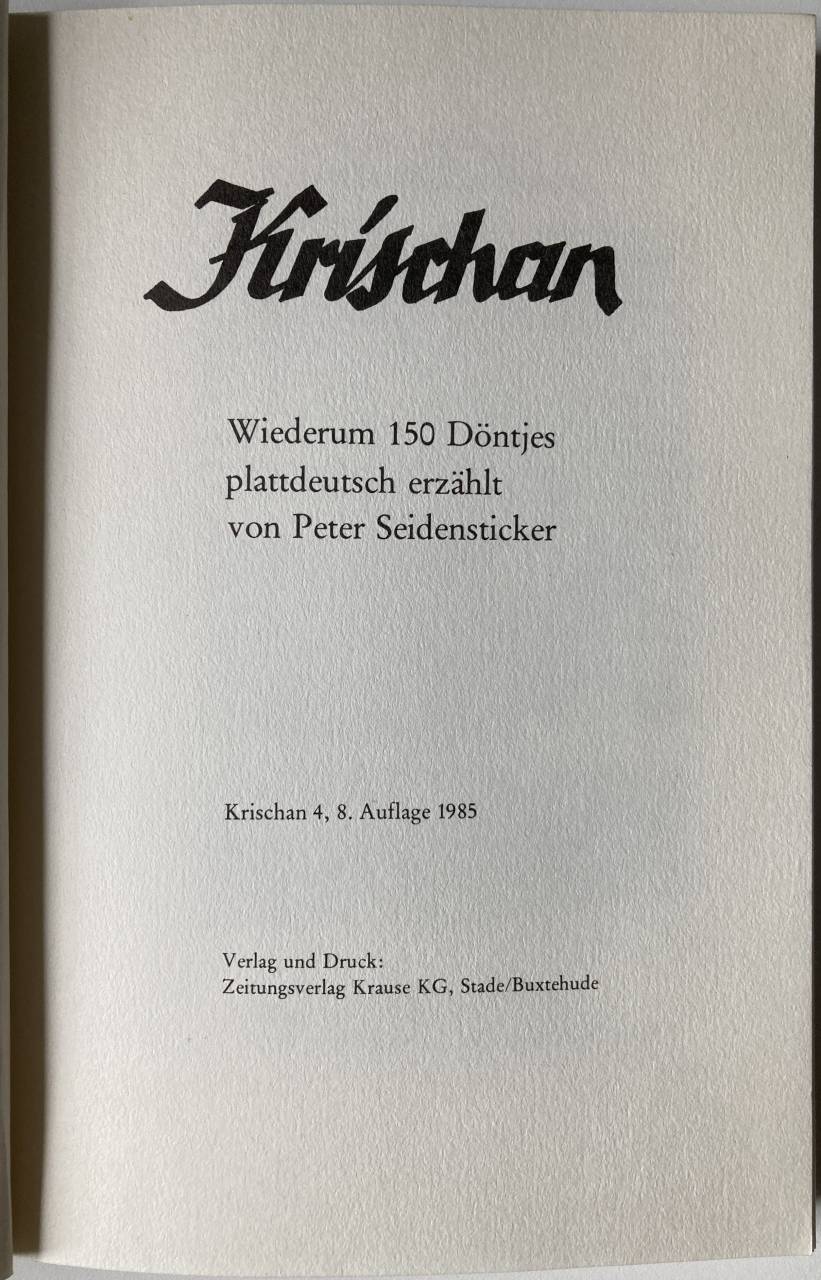 Krischan
Wiederum 150 Döntjes
plattdeutsch erzählt
von Peter Seidensticker
Krischan 4, 8. Auflage 1985
Verlag und Druck:
Zeitungsverlag Krause KG, Stade/Buxtehude